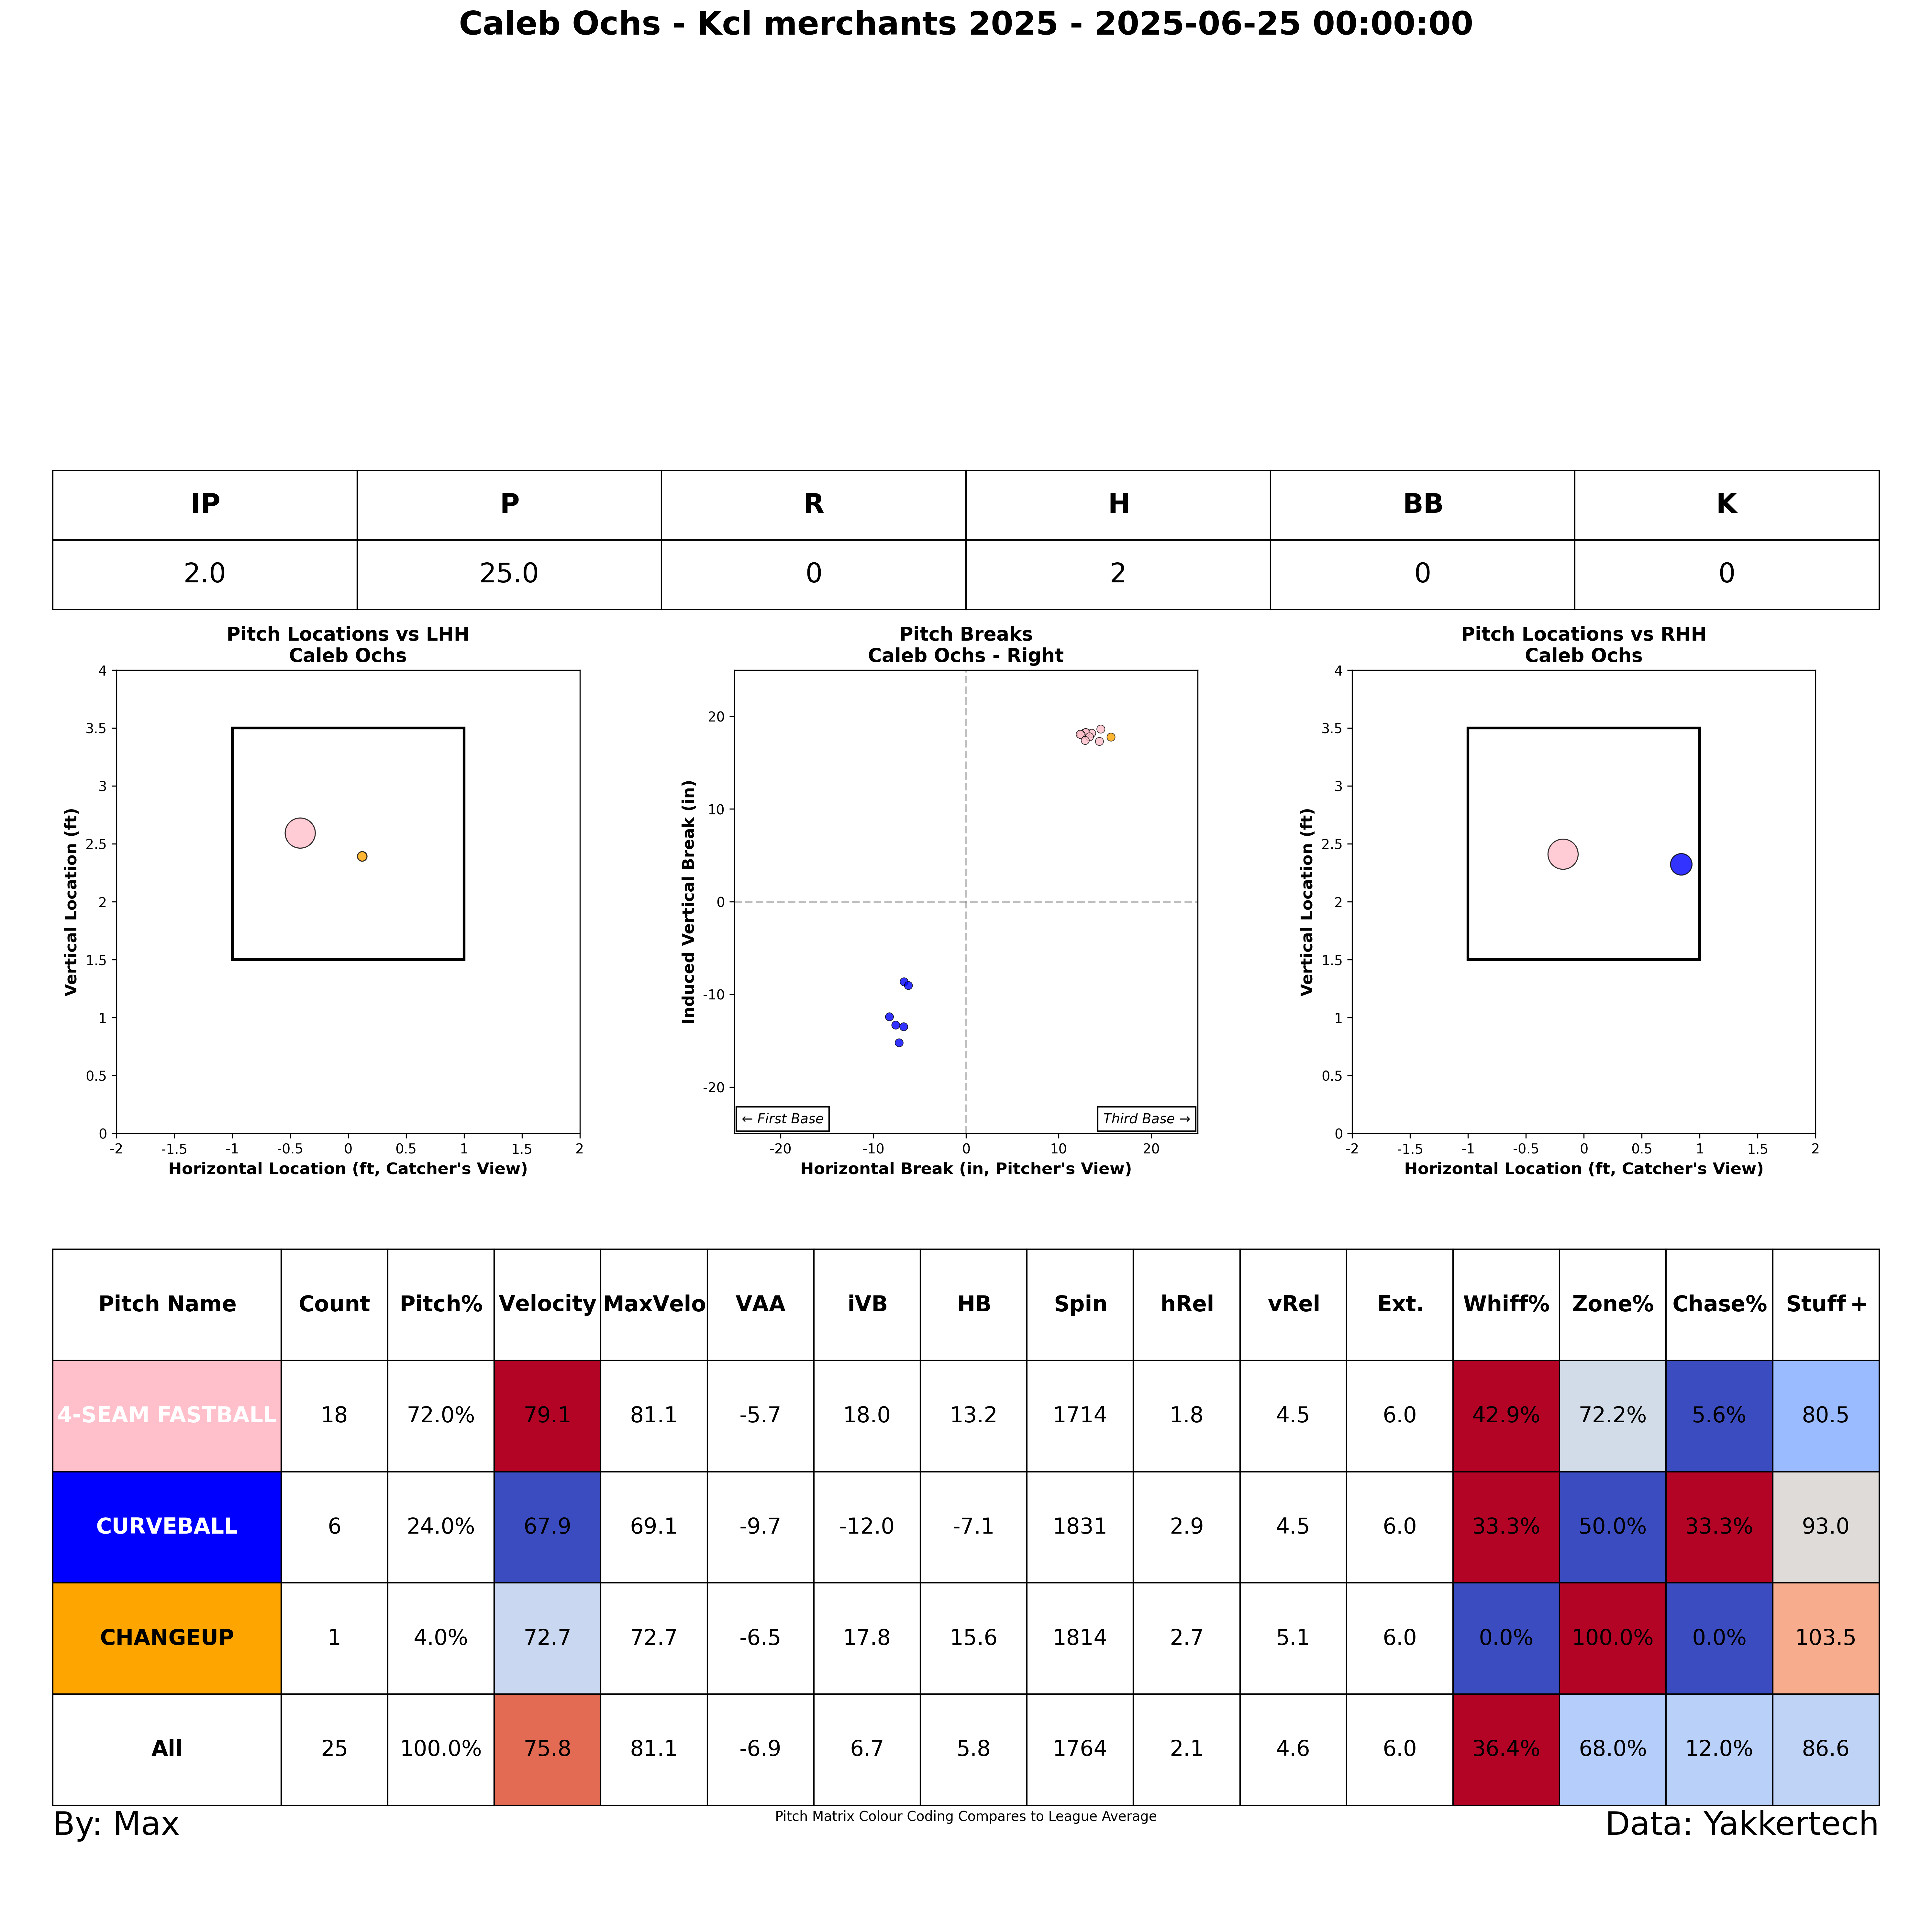 Caleb Ochs - Kcl merchants 2025 - 2025-06-25 00:00:00
IP P R H BB K
2.0 25.0 0 2 0 0
Pitch Locations vs LHH
Caleb Ochs
4
3.5
3
2.5
2
1.5
1
0.5
0
-2 -1.5 -1 -0.5 0 0.5 1 1.5 2
Vertical Location (ft)
Horizontal Location (ft, Catcher's View)
Pitch Breaks
Caleb Ochs - Right
20
10
0
-10
-20
← First Base Third Base →
-20 -10 0 10 20
Induced Vertical Break (in)
Horizontal Break (in, Pitcher's View)
Pitch Locations vs RHH
Caleb Ochs
4
3.5
3
2.5
2
1.5
1
0.5
0
-2 -1.5 -1 -0.5 0 0.5 1 1.5 2
Vertical Location (ft)
Horizontal Location (ft, Catcher's View)
Pitch Name Count Pitch% Velocity MaxVelo VAA iVB HB Spin hRel vRel Ext. Whiff% Zone% Chase% Stuff+
4-SEAM FASTBALL 18 72.0% 79.1 81.1 -5.7 18.0 13.2 1714 1.8 4.5 6.0 42.9% 72.2% 5.6% 80.5
CURVEBALL 6 24.0% 67.9 69.1 -9.7 -12.0 -7.1 1831 2.9 4.5 6.0 33.3% 50.0% 33.3% 93.0
CHANGEUP 1 4.0% 72.7 72.7 -6.5 17.8 15.6 1814 2.7 5.1 6.0 0.0% 100.0% 0.0% 103.5
All 25 100.0% 75.8 81.1 -6.9 6.7 5.8 1764 2.1 4.6 6.0 36.4% 68.0% 12.0% 86.6
By: Max
Pitch Matrix Colour Coding Compares to League Average
Data: Yakkertech